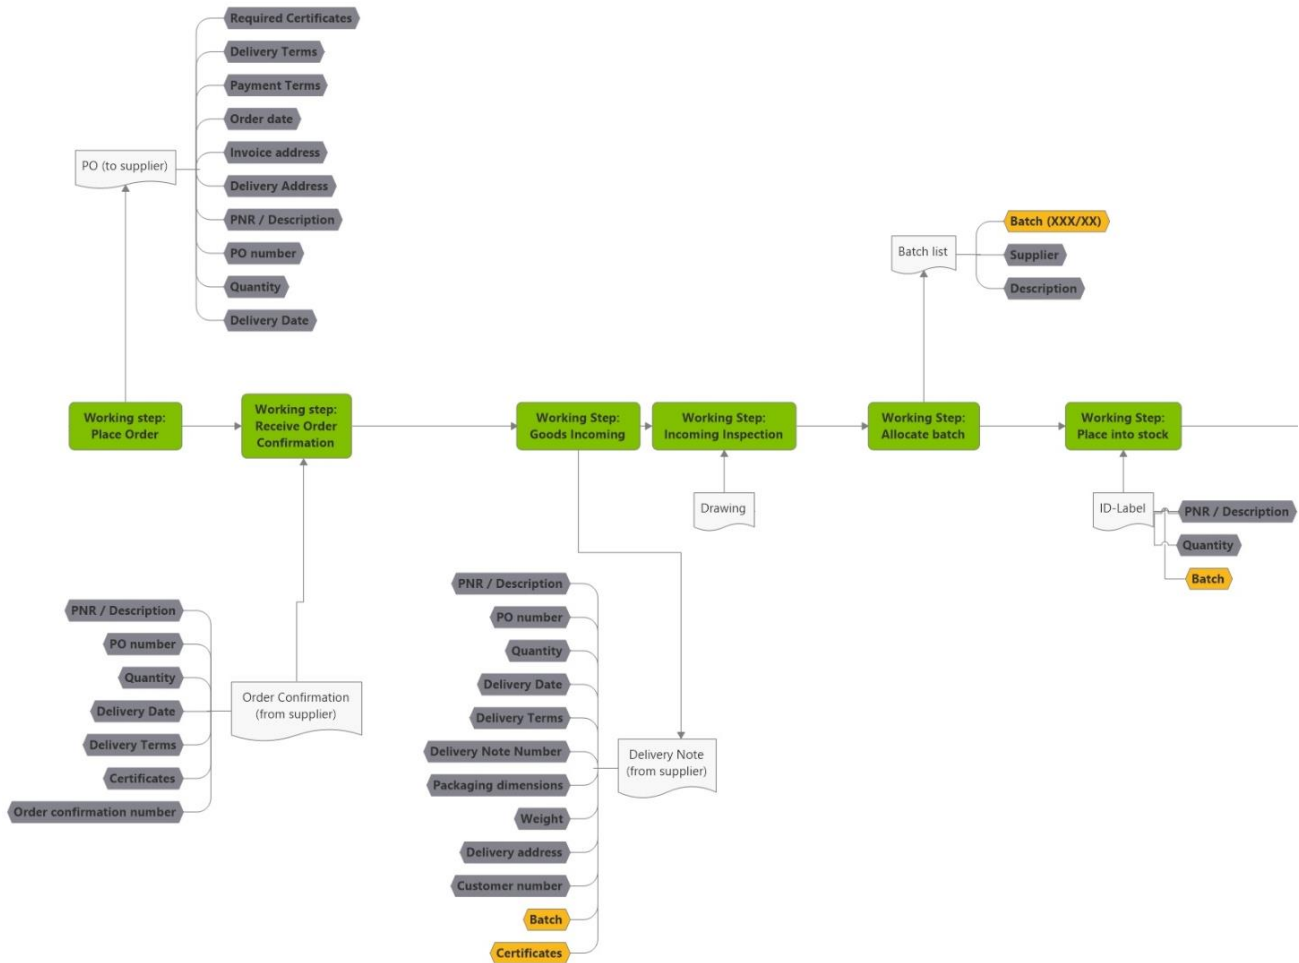 Required Certificates
Delivery Terms
Payment Terms
Order date
Invoice address
PO (to supplier)
Delivery Address
PNR / Description
PO number
Quantity
Delivery Date
Batch (XXX/XX)
Batch list
Supplier
Description
Working step:
Place Order
Working step:
Receive Order
Confirmation
Working Step:
Goods Incoming
Working Step:
Incoming Inspection
Working Step:
Allocate batch
Working Step:
Place into stock
Drawing
ID-Label
PNR / Description
Quantity
Batch
PNR / Description
PO number
Quantity
Delivery Date
Delivery Terms
Certificates
Order confirmation number
Order Confirmation
(from supplier)
PNR / Description
PO number
Quantity
Delivery Date
Delivery Terms
Delivery Note Number
Packaging dimensions
Weight
Delivery address
Customer number
Batch
Certificates
Delivery Note
(from supplier)